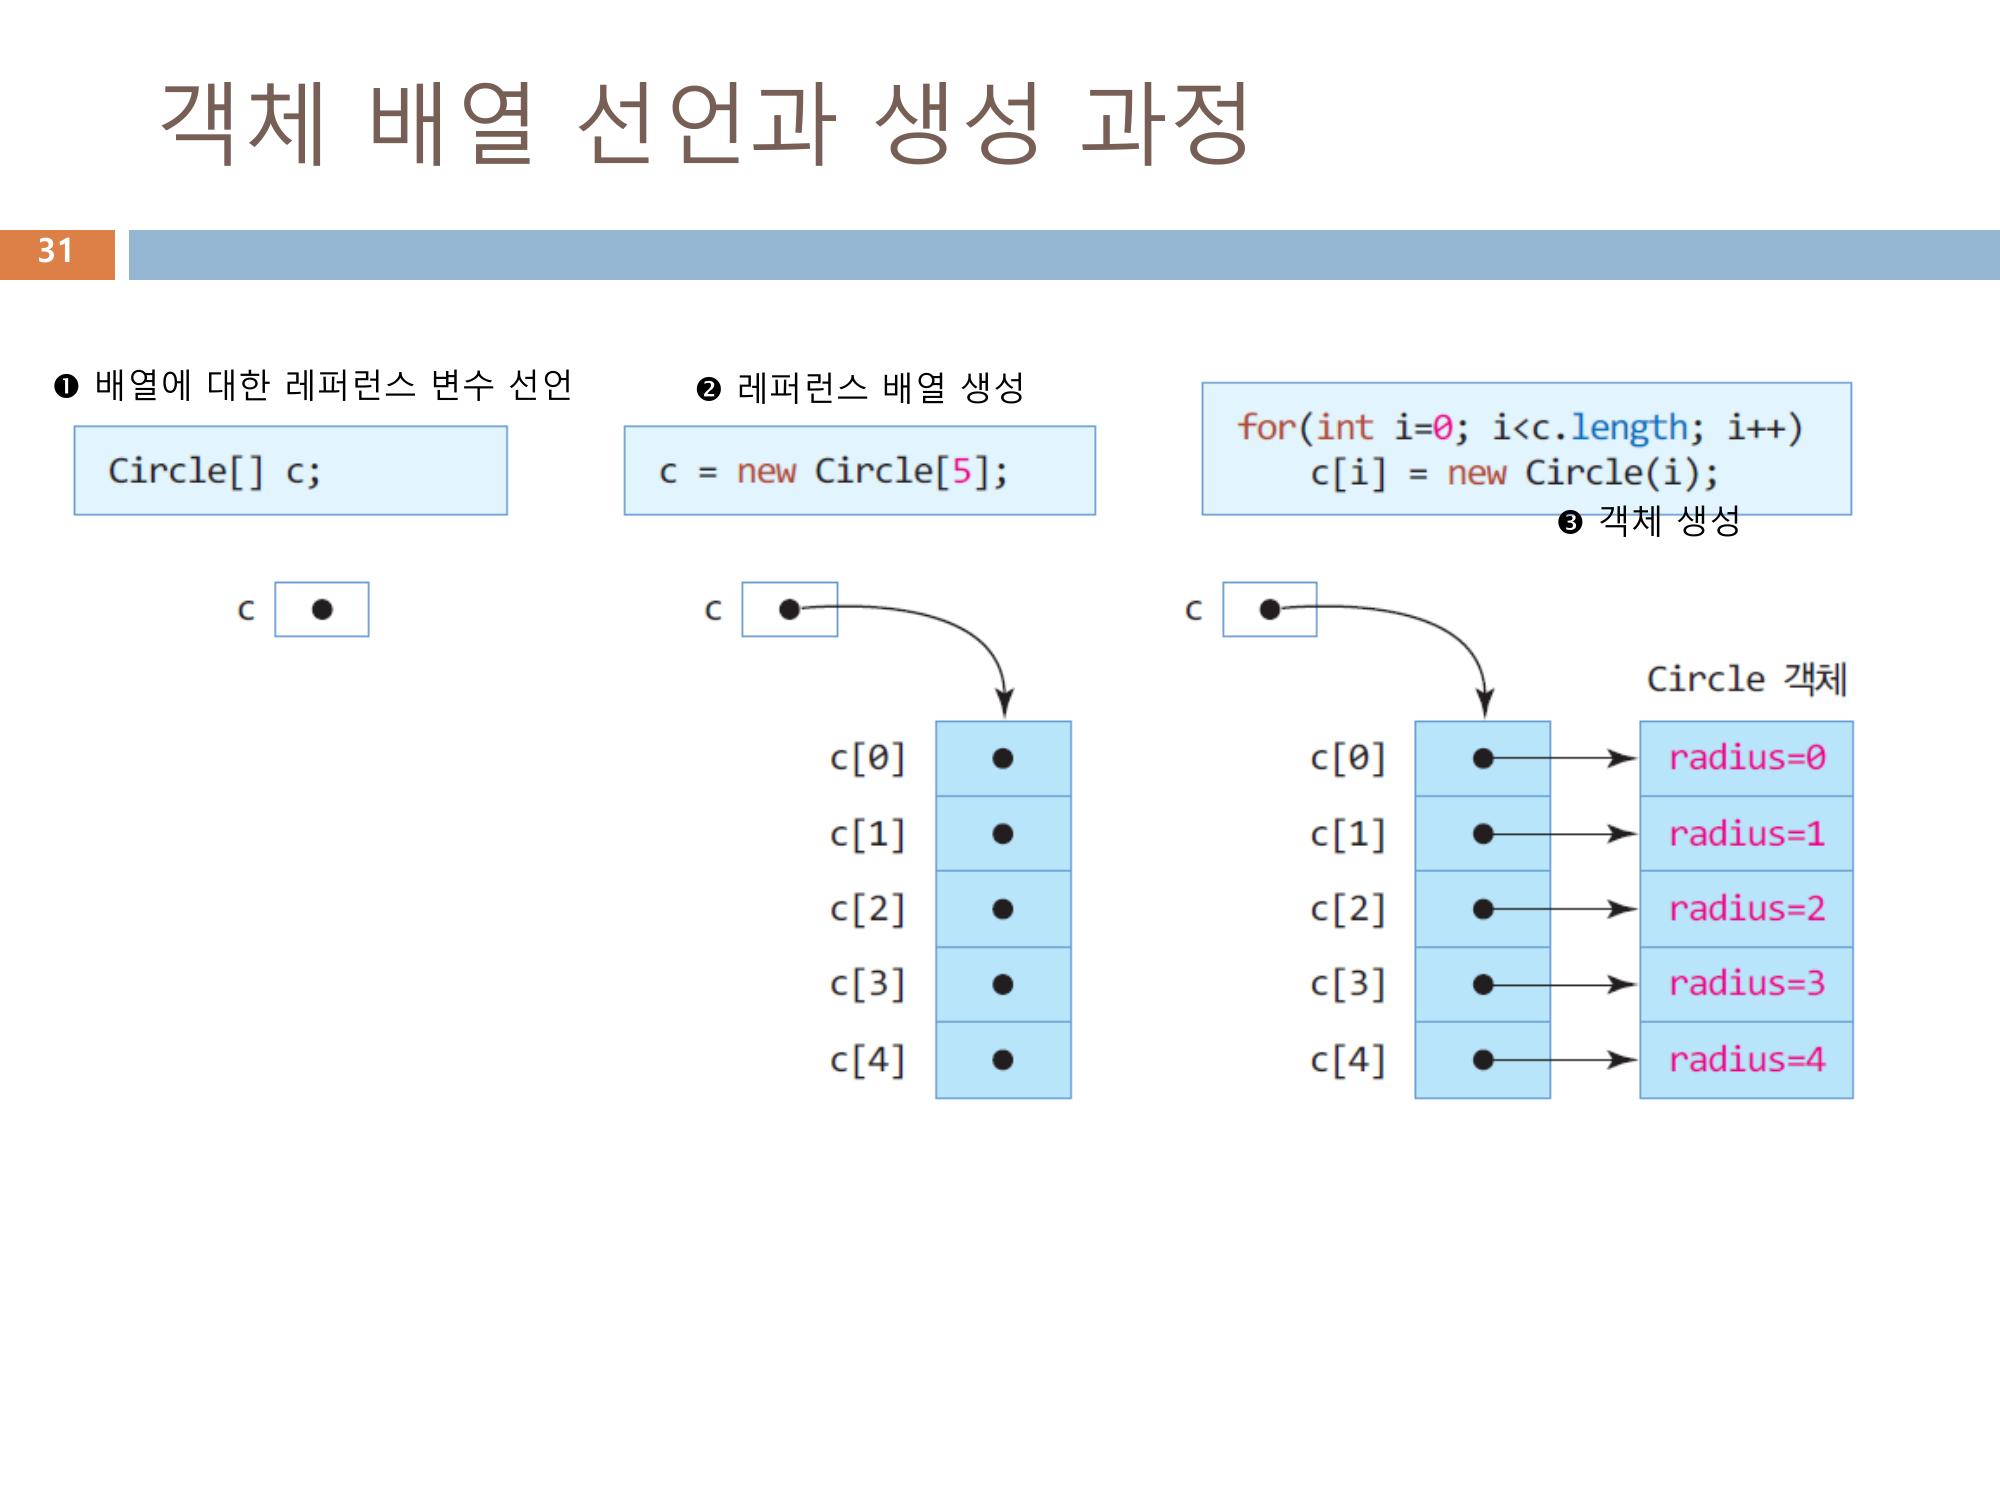 객체 배열 선언과 생성 과정
31
❶ 배열에 대한 레퍼런스 변수 선언
Circle[] c;
c
❷ 레퍼런스 배열 생성
c = new Circle[5];
c
c[0]
c[1]
c[2]
c[3]
c[4]
for(int i=0; i<c.length; i++)
c[i] = new Circle(i);
❸ 객체 생성
c
Circle 객체
c[0] radius=0
c[1] radius=1
c[2] radius=2
c[3] radius=3
c[4] radius=4